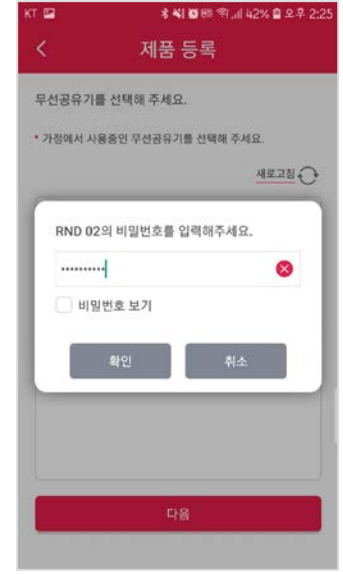 KT 42% 오후 2:25
제품 등록
무선공유기를 선택해 주세요.
* 가정에서 사용중인 무선공유기를 선택해 주세요.
새로고침
RND 02의 비밀번호를 입력해주세요.
••••••••••
비밀번호 보기
확인 취소
다음